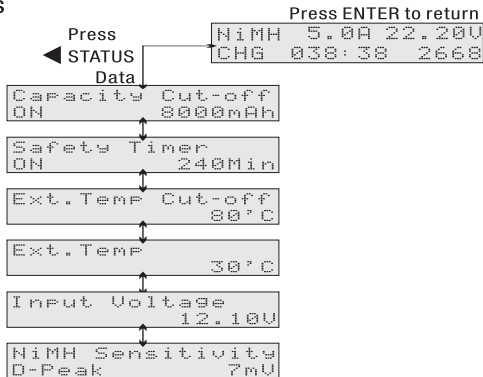 s
Press ENTER to return
Press
◀ STATUS
Data
NiMH 5.0A 22.20V
CHG 038:38 2668
Capacity Cut-off
ON 8000mAh
Safety Timer
ON 240Min
Ext.Temp Cut-off
80°C
Ext.Temp
30°C
Input Voltage
12.10V
NiMH Sensitivity
D-Peak 7mV